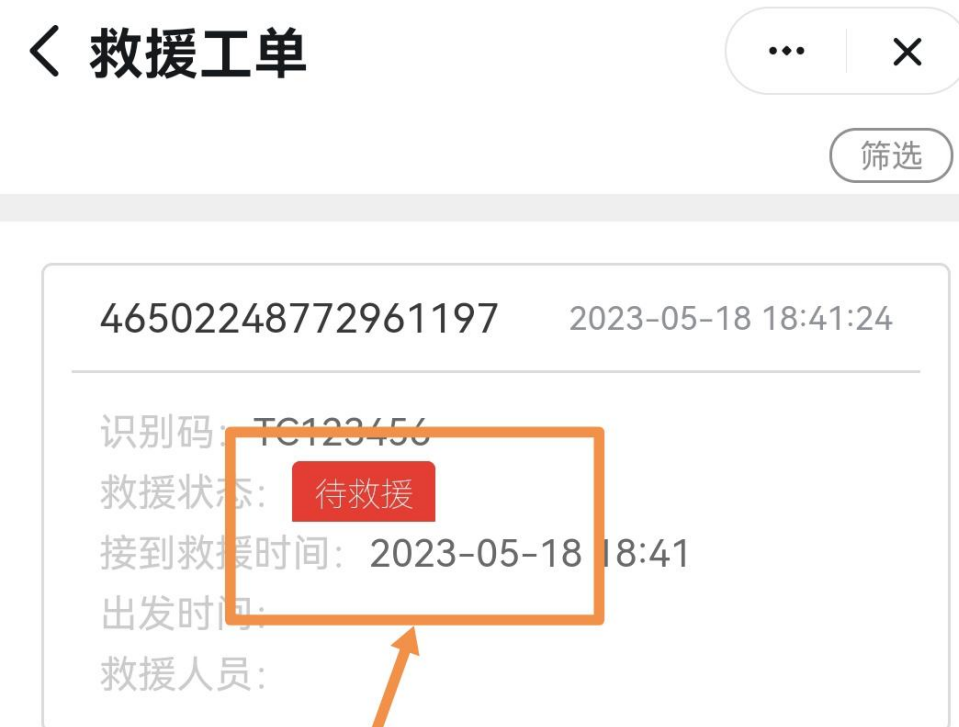 救援工单
筛选
46502248772961197 2023-05-18 18:41:24
识别码: TC123456
救援状态: 待救援
接到救援时间: 2023-05-18 18:41
出发时间:
救援人员: